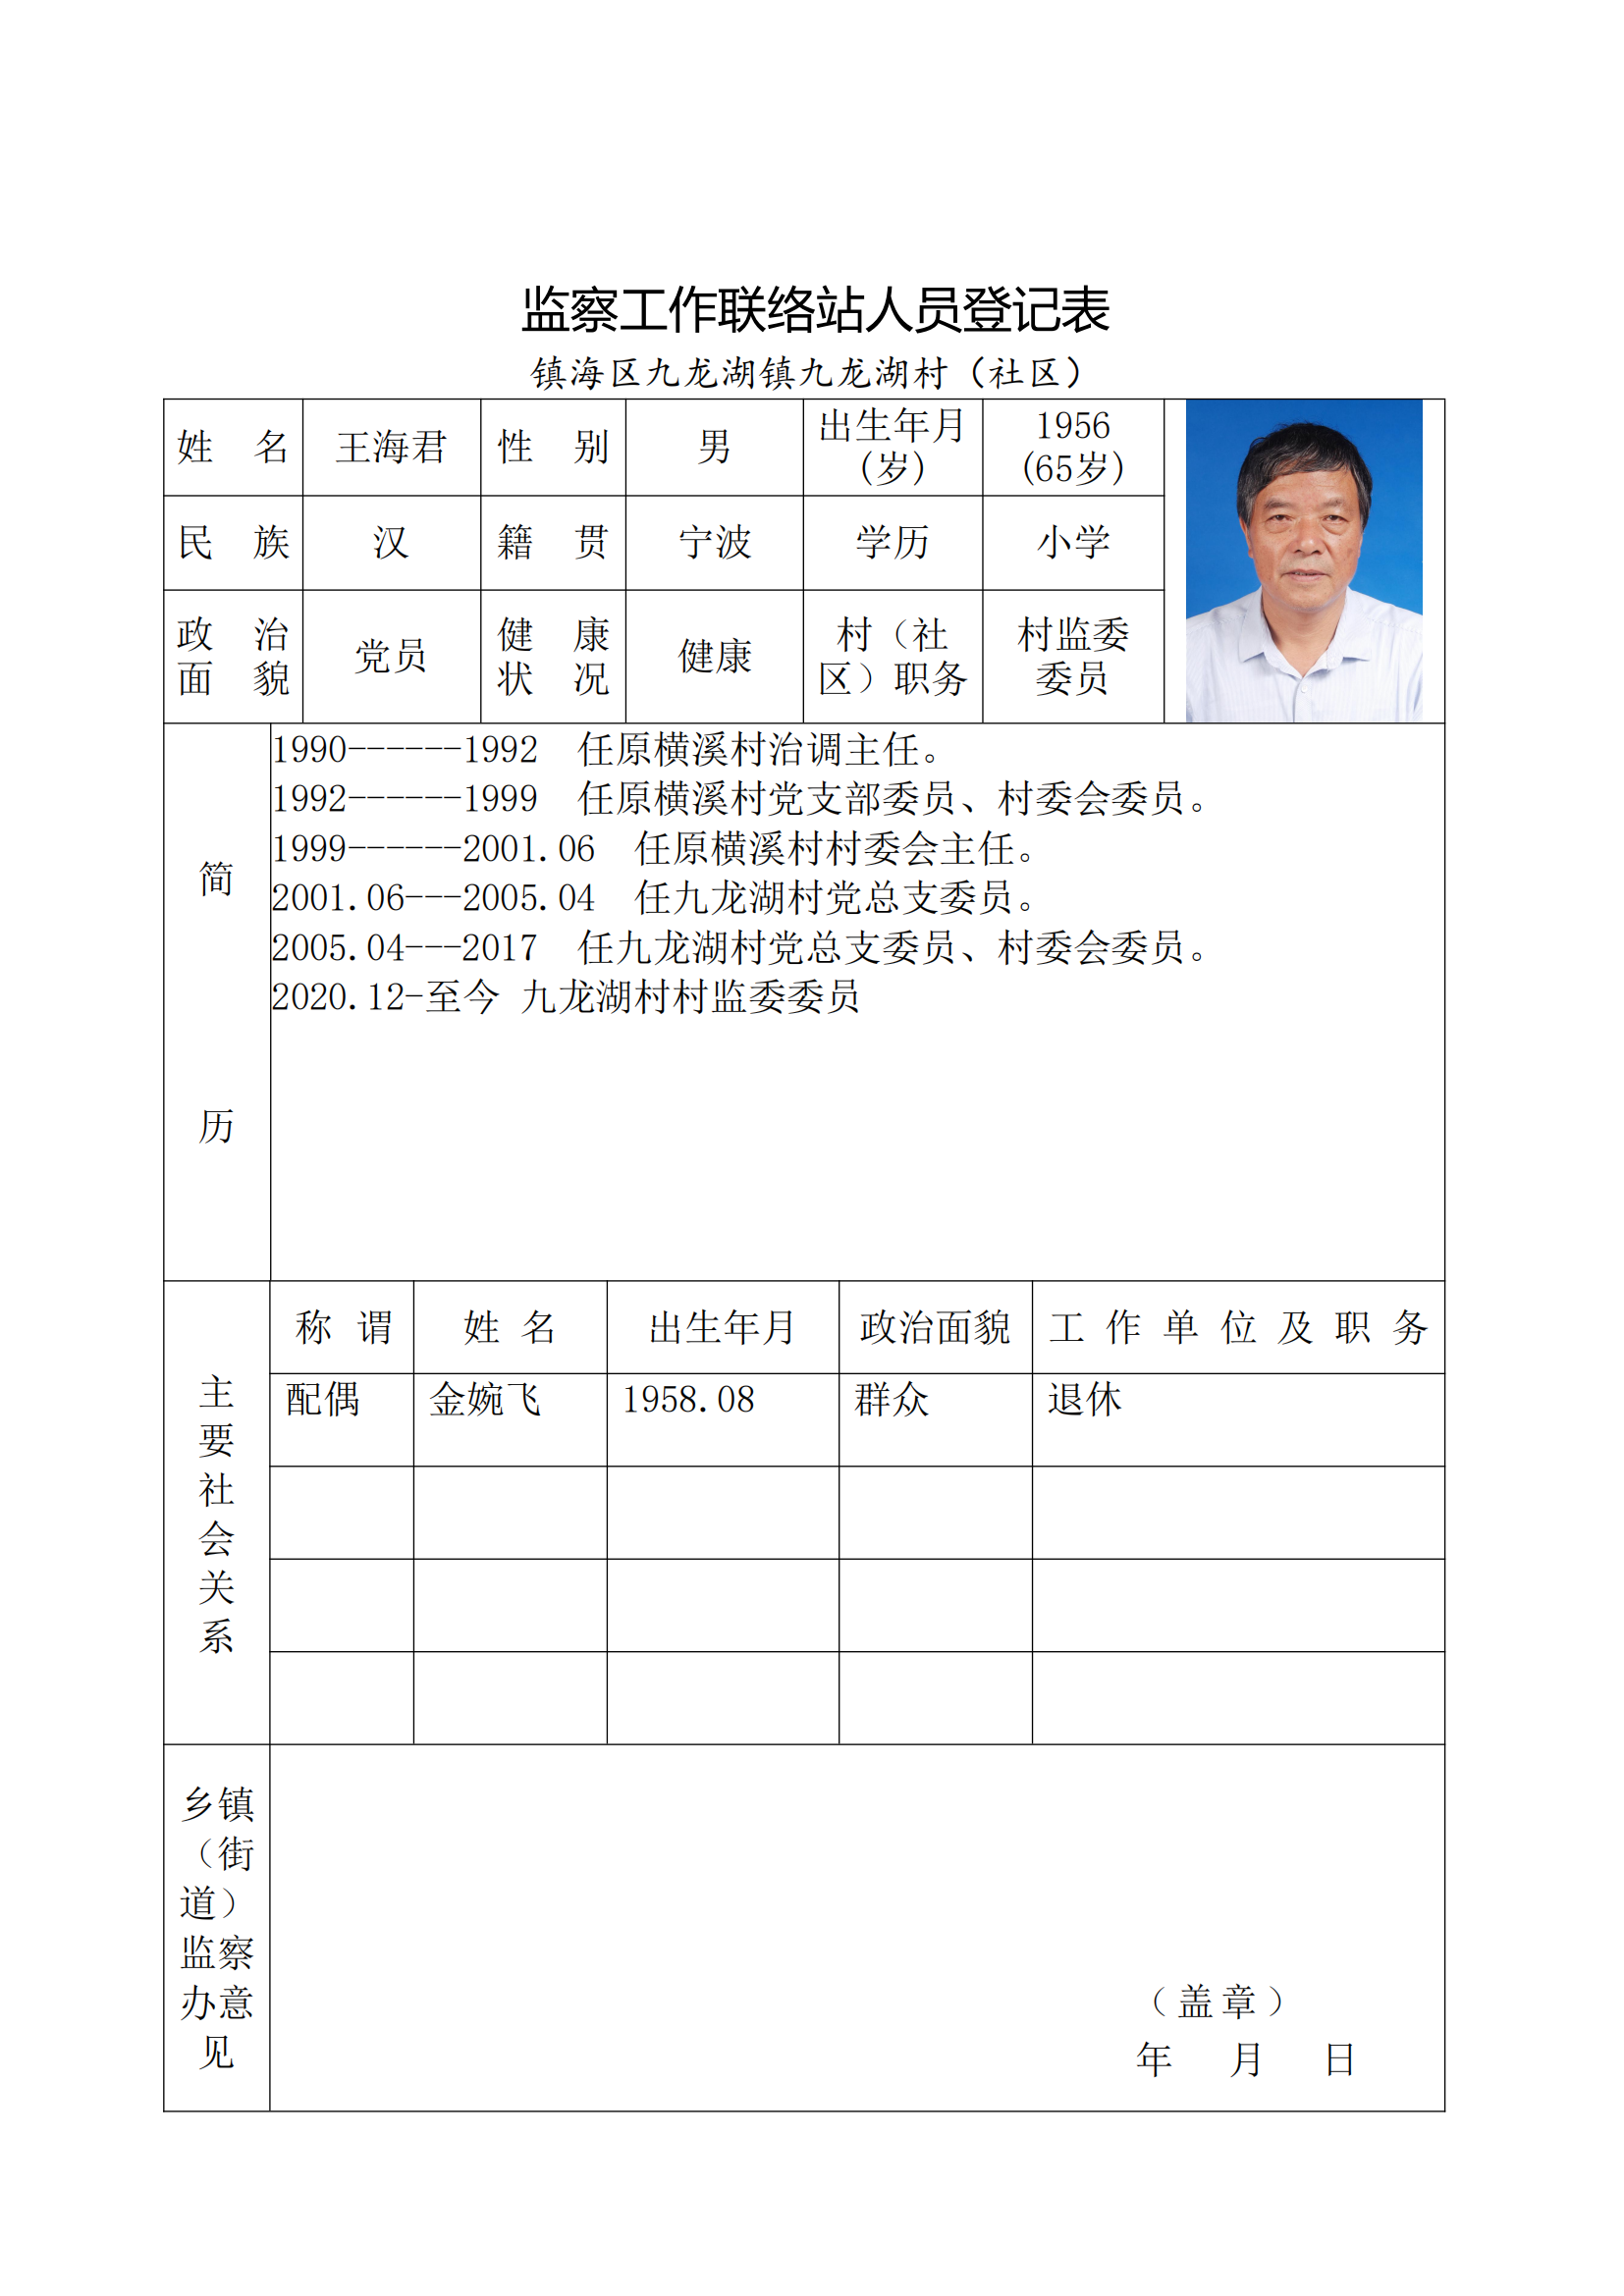 监察工作联络站人员登记表
镇海区九龙湖镇九龙湖村（社区）
姓 名 王海君 性 别 男 出生年月(岁) 1956(65岁)
民 族 汉 籍 贯 宁波 学历 小学
政 治面 貌 党员 健 康状 况 健康 村（社区）职务 村监委委员
简历
1990------1992 任原横溪村治调主任。
1992------1999 任原横溪村党支部委员、村委会委员。
1999------2001.06 任原横溪村村委会主任。
2001.06---2005.04 任九龙湖村党总支委员。
2005.04---2017 任九龙湖村党总支委员、村委会委员。
2020.12-至今 九龙湖村村监委委员
主要社会关系
称 谓 姓 名 出生年月 政治面貌 工 作 单 位 及 职 务
配偶 金婉飞 1958.08 群众 退休
乡镇
（街
道）
监察
办意
见
（盖章）
年 月 日